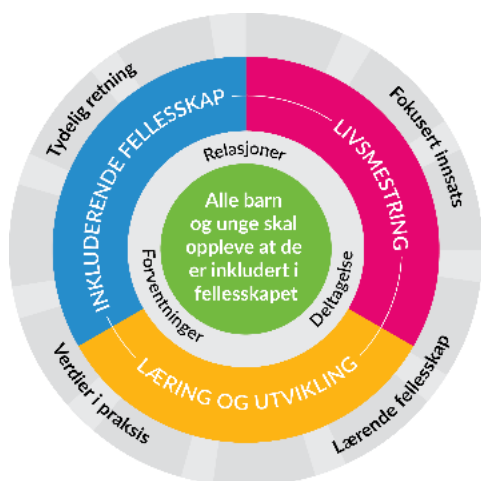 Tydelig retning
Fokusert innsats
INKLUDERENDE FELLESSKAP
LIVSMESTRING
Relasjoner
Alle barn
og unge skal
oppleve at de
er inkludert i
fellesskapet
Forventninger
Deltagelse
LÆRING OG UTVIKLING
Verdier i praksis
Lærende fellesskap